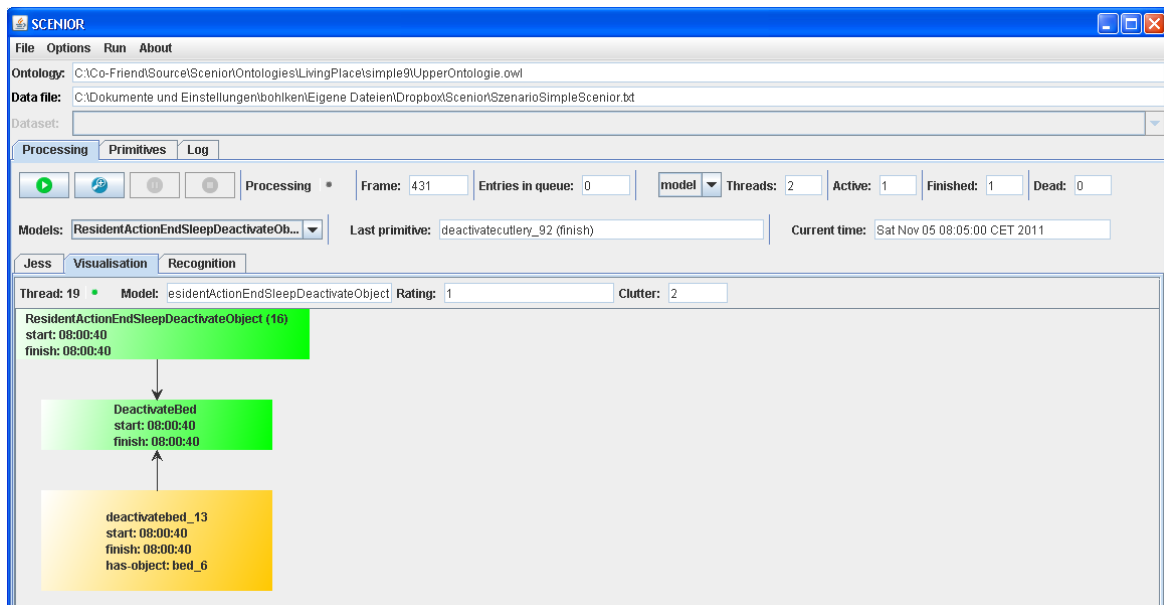 SCENIOR
File Options Run About
Ontology: C:\Co-Friend\Source\Scenior\Ontologies\LivingPlace\simple9\UpperOntologie.owl
Data file: C:\Dokumente und Einstellungen\bohlken\Eigene Dateien\Dropbox\Scenior\SzenarioSimpleScenior.txt
Dataset:
Processing Primitives Log
Processing Frame: 431 Entries in queue: 0 model Threads: 2 Active: 1 Finished: 1 Dead: 0
Models: ResidentActionEndSleepDeactivateOb... Last primitive: deactivatecutlery_92 (finish) Current time: Sat Nov 05 08:05:00 CET 2011
Jess Visualisation Recognition
Thread: 19 Model: esidentActionEndSleepDeactivateObject Rating: 1 Clutter: 2
ResidentActionEndSleepDeactivateObject (16)
start: 08:00:40
finish: 08:00:40
DeactivateBed
start: 08:00:40
finish: 08:00:40
deactivatebed_13
start: 08:00:40
finish: 08:00:40
has-object: bed_6